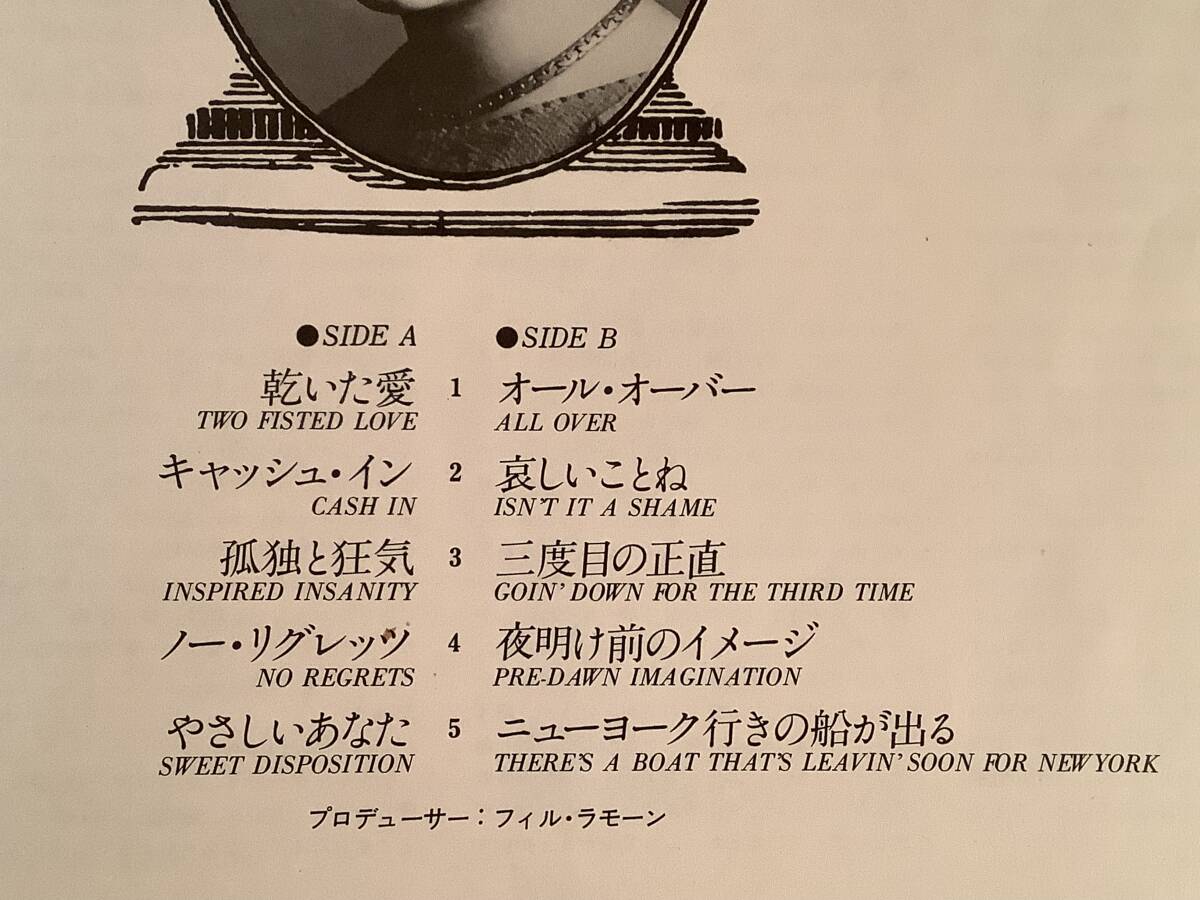 ●SIDE A ●SIDE B
乾いた愛 1 オール・オーバー
TWO FISTED LOVE ALL OVER
キャッシュ・イン 2 哀しいことね
CASH IN ISN'T IT A SHAME
孤独と狂気 3 三度目の正直
INSPIRED INSANITY GOIN' DOWN FOR THE THIRD TIME
ノー・リグレッツ 4 夜明け前のイメージ
NO REGRETS PRE-DAWN IMAGINATION
やさしいあなた 5 ニューヨーク行きの船が出る
SWEET DISPOSITION THERE'S A BOAT THAT'S LEAVIN' SOON FOR NEW YORK
プロデューサー：フィル・ラモーン